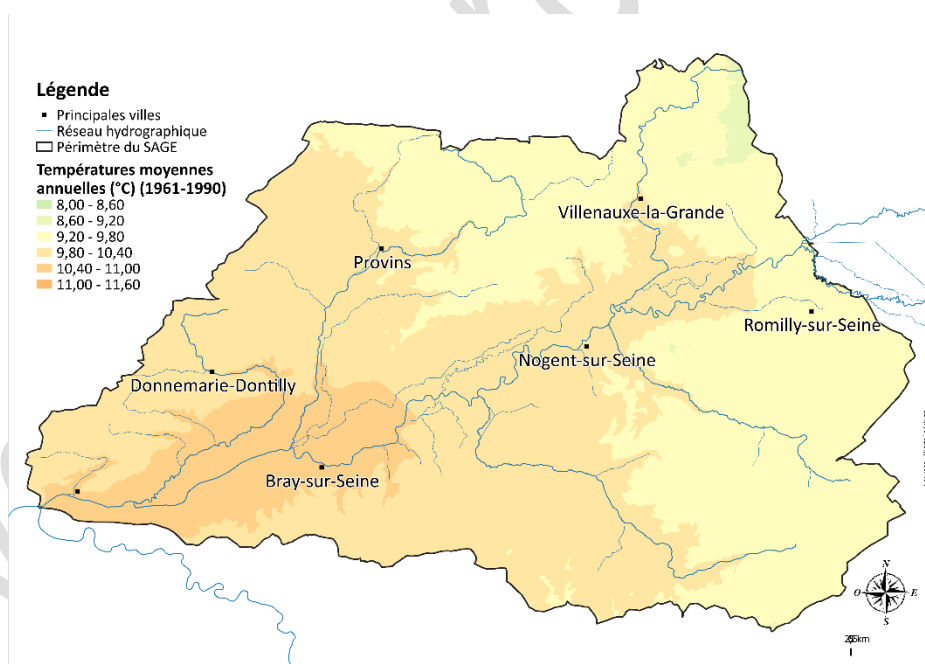 Légende
Principales villes
Réseau hydrographique
Périmètre du SAGE
Températures moyennes
annuelles (°C) (1961-1990)
8,00 - 8,60
8,60 - 9,20
9,20 - 9,80
9,80 - 10,40
10,40 - 11,00
11,00 - 11,60
Villenauxe-la-Grande
Provins
Romilly-sur-Seine
Nogent-sur-Seine
Donnemarie-Dontilly
Bray-sur-Seine
N
O
E
S
km